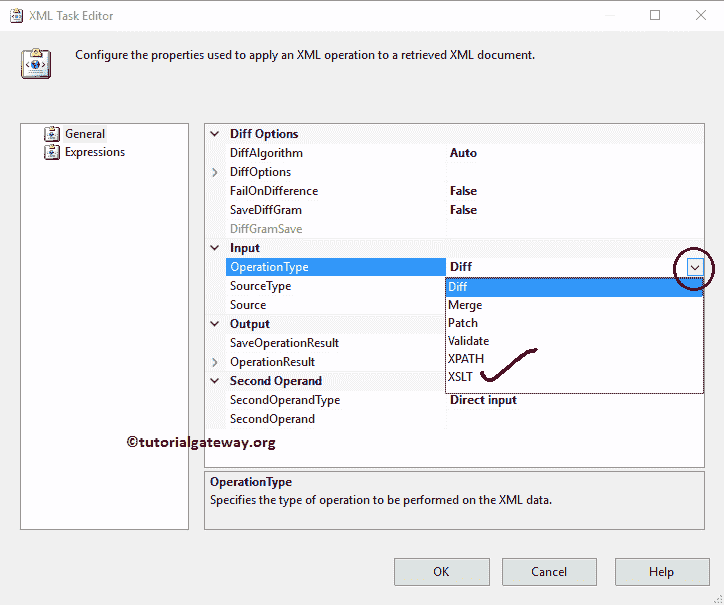 XML Task Editor
Configure the properties used to apply an XML operation to a retrieved XML document.
General
Expressions
Diff Options
DiffAlgorithm Auto
DiffOptions
FailOnDifference False
SaveDiffGram False
DiffGramSave
Input
OperationType Diff
SourceType Diff
Source Merge
Output Patch
SaveOperationResult Validate
OperationResult XPATH
Second Operand XSLT
SecondOperandType Direct input
SecondOperand
©tutorialgateway.org
OperationType
Specifies the type of operation to be performed on the XML data.
OK Cancel Help